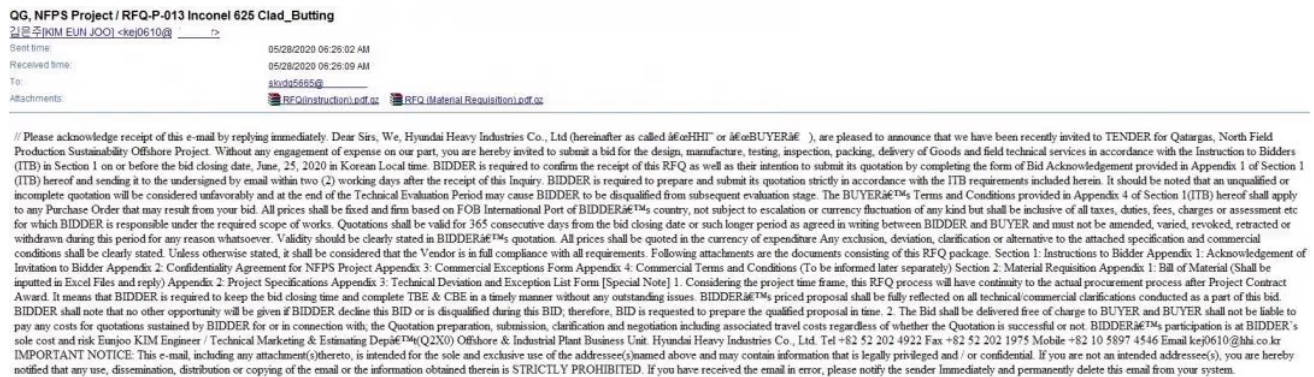 QG, NFPS Project / RFQ-P-013 Inconel 625 Clad_Butting
김은주[KIM EUN JOO] <kej0610@ r>
Sent time: 05/28/2020 06:26:02 AM
Received time: 05/28/2020 06:26:09 AM
To: skvdg5665@
Attachments: RFQ(instruction).pdf.gz RFQ (Material Requisition).pdf.gz
// Please acknowledge receipt of this e-mail by replying immediately. Dear Sirs, We, Hyundai Heavy Industries Co., Ltd (hereinafter as called â€œHHI" or â€œBUYERâ€ ), are pleased to announce that we have been recently invited to TENDER for Qatargas, North Field
Production Sustainability Offshore Project. Without any engagement of expense on our part, you are hereby invited to submit a bid for the design, manufacture, testing, inspection, packing, delivery of Goods and field technical services in accordance with the Instruction to Bidders
(ITB) in Section 1 on or before the bid closing date, June, 25, 2020 in Korean Local time. BIDDER is required to confirm the receipt of this RFQ as well as their intention to submit its quotation by completing the form of Bid Acknowledgement provided in Appendix 1 of Section 1
(ITB) hereof and sending it to the undersigned by email within two (2) working days after the receipt of this Inquiry. BIDDER is required to prepare and submit its quotation strictly in accordance with the ITB requirements included herein. It should be noted that an unqualified or
incomplete quotation will be considered unfavorably and at the end of the Technical Evaluation Period may cause BIDDER to be disqualified from subsequent evaluation stage. The BUYERâ€™s Terms and Conditions provided in Appendix 4 of Section 1(ITB) hereof shall apply
to any Purchase Order that may result from your bid. All prices shall be fixed and firm based on FOB International Port of BIDDERâ€™s country, not subject to escalation or currency fluctuation of any kind but shall be inclusive of all taxes, duties, fees, charges or assessment etc
for which BIDDER is responsible under the required scope of works. Quotations shall be valid for 365 consecutive days from the bid closing date or such longer period as agreed in writing between BIDDER and BUYER and must not be amended, varied, revoked, retracted or
withdrawn during this period for any reason whatsoever. Validity should be clearly stated in BIDDERâ€™s quotation. All prices shall be quoted in the currency of expenditure Any exclusion, deviation, clarification or alternative to the attached specification and commercial
conditions shall be clearly stated. Unless otherwise stated, it shall be considered that the Vendor is in full compliance with all requirements. Following attachments are the documents consisting of this RFQ package. Section 1: Instructions to Bidder Appendix 1: Acknowledgement of
Invitation to Bidder Appendix 2: Confidentiality Agreement for NFPS Project Appendix 3: Commercial Exceptions Form Appendix 4: Commercial Terms and Conditions (To be informed later separately) Section 2: Material Requisition Appendix 1: Bill of Material (Shall be
inputted in Excel Files and reply) Appendix 2: Project Specifications Appendix 3: Technical Deviation and Exception List Form [Special Note] 1. Considering the project time frame, this RFQ process will have continuity to the actual procurement process after Project Contract
Award. It means that BIDDER is required to keep the bid closing time and complete TBE & CBE in a timely manner without any outstanding issues. BIDDERâ€™s priced proposal shall be fully reflected on all technical/commercial clarifications conducted as a part of this bid.
BIDDER shall note that no other opportunity will be given if BIDDER decline this BID or is disqualified during this BID; therefore, BID is requested to prepare the qualified proposal in time. 2. The Bid shall be delivered free of charge to BUYER and BUYER shall not be liable to
pay any costs for quotations sustained by BIDDER for or in connection with; the Quotation preparation, submission, clarification and negotiation including associated travel costs regardless of whether the Quotation is successful or not. BIDDERâ€™s participation is at BIDDER's
sole cost and risk Eunjoo KIM Engineer / Technical Marketing & Estimating Depâ€™t(Q2X0) Offshore & Industrial Plant Business Unit. Hyundai Heavy Industries Co., Ltd. Tel +82 52 202 4922 Fax +82 52 202 1975 Mobile +82 10 5897 4546 Email kej0610@hhi.co.kr
IMPORTANT NOTICE: This e-mail, including any attachment(s)thereto, is intended for the sole and exclusive use of the addressee(s)named above and may contain information that is legally privileged and / or confidential. If you are not an intended addressee(s), you are hereby
notified that any use, dissemination, distribution or copying of the email or the information obtained therein is STRICTLY PROHIBITED. If you have received the email in error, please notify the sender Immediately and permanently delete this email from your system.